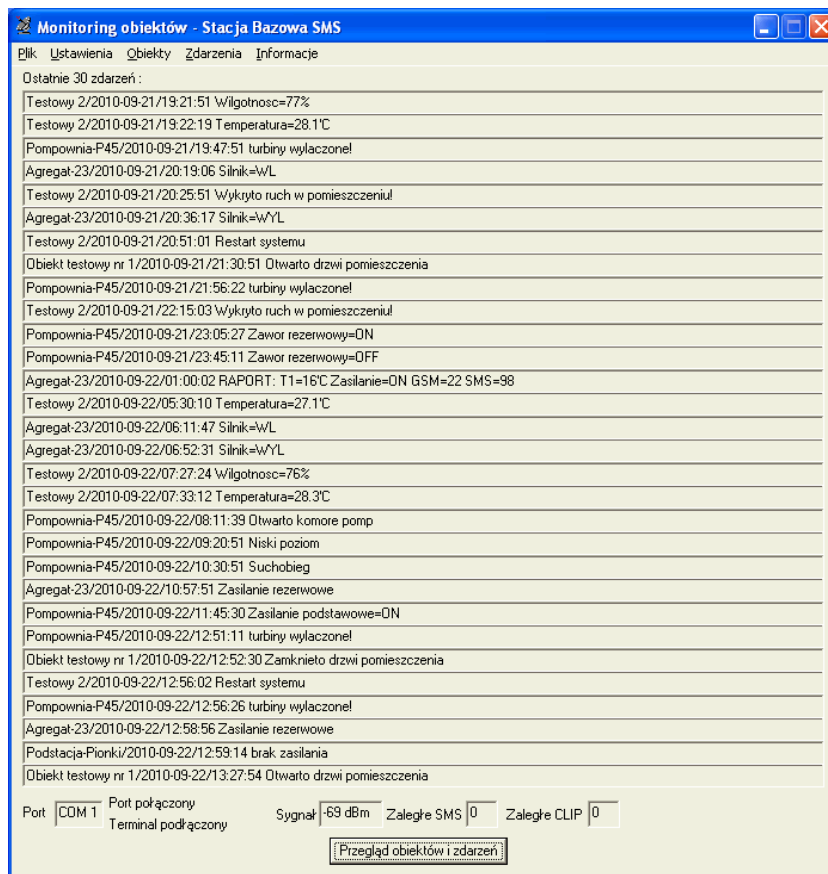 Monitoring obiektów - Stacja Bazowa SMS
Plik Ustawienia Obiekty Zdarzenia Informacje
Ostatnie 30 zdarzeń :
Testowy 2/2010-09-21/19:21:51 Wilgotnosc=77%
Testowy 2/2010-09-21/19:22:19 Temperatura=28.1'C
Pompownia-P45/2010-09-21/19:47:51 turbiny wylaczone!
Agregat-23/2010-09-21/20:19:06 Silnik=WL
Testowy 2/2010-09-21/20:25:51 Wykryto ruch w pomieszczeniu!
Agregat-23/2010-09-21/20:36:17 Silnik=WYL
Testowy 2/2010-09-21/20:51:01 Restart systemu
Obiekt testowy nr 1/2010-09-21/21:30:51 Otwarto drzwi pomieszczenia
Pompownia-P45/2010-09-21/21:56:22 turbiny wylaczone!
Testowy 2/2010-09-21/22:15:03 Wykryto ruch w pomieszczeniu!
Pompownia-P45/2010-09-21/23:05:27 Zawor rezerwowy=ON
Pompownia-P45/2010-09-21/23:45:11 Zawor rezerwowy=OFF
Agregat-23/2010-09-22/01:00:02 RAPORT: T1=16'C Zasilanie=ON GSM=22 SMS=98
Testowy 2/2010-09-22/05:30:10 Temperatura=27.1'C
Agregat-23/2010-09-22/06:11:47 Silnik=WL
Agregat-23/2010-09-22/06:52:31 Silnik=WYL
Testowy 2/2010-09-22/07:27:24 Wilgotnosc=76%
Testowy 2/2010-09-22/07:33:12 Temperatura=28.3'C
Pompownia-P45/2010-09-22/08:11:39 Otwarto komore pomp
Pompownia-P45/2010-09-22/09:20:51 Niski poziom
Pompownia-P45/2010-09-22/10:30:51 Suchobieg
Agregat-23/2010-09-22/10:57:51 Zasilanie rezerwowe
Pompownia-P45/2010-09-22/11:45:30 Zasilanie podstawowe=ON
Pompownia-P45/2010-09-22/12:51:11 turbiny wylaczone!
Obiekt testowy nr 1/2010-09-22/12:52:30 Zamknieto drzwi pomieszczenia
Testowy 2/2010-09-22/12:56:02 Restart systemu
Pompownia-P45/2010-09-22/12:56:26 turbiny wylaczone!
Agregat-23/2010-09-22/12:58:56 Zasilanie rezerwowe
Podstacja-Pionki/2010-09-22/12:59:14 brak zasilania
Obiekt testowy nr 1/2010-09-22/13:27:54 Otwarto drzwi pomieszczenia
Port COM 1 Port połączony
Terminal podłączony
Sygnał -69 dBm Zaległe SMS 0 Zaległe CLIP 0
Przegląd obiektów i zdarzeń